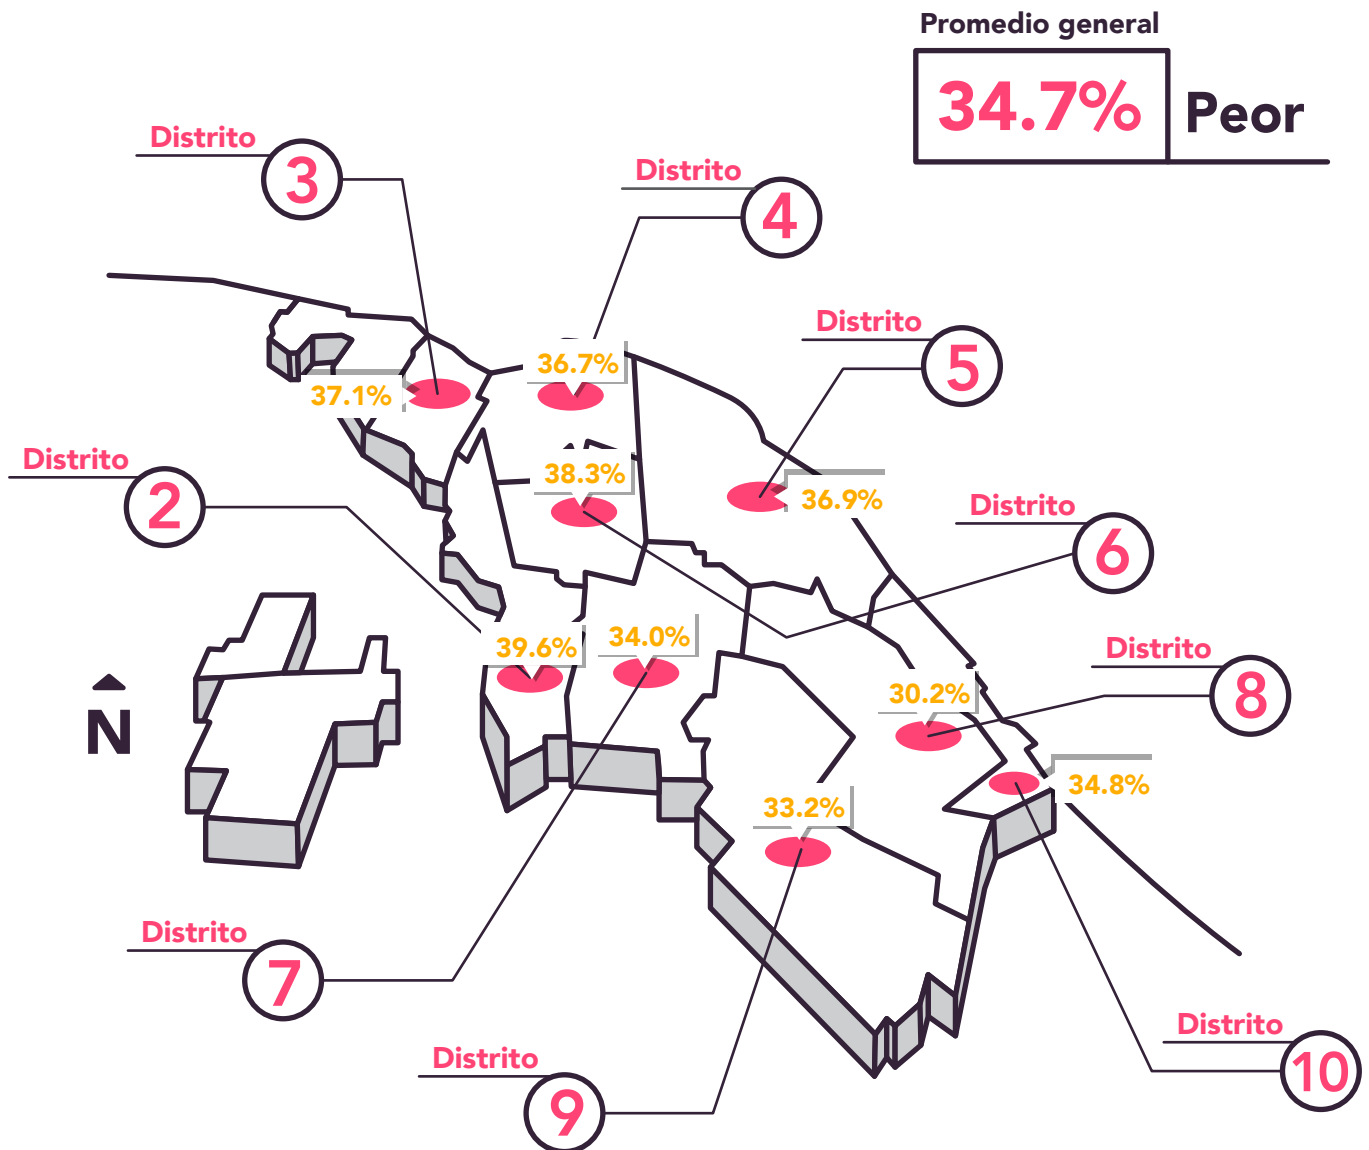 Promedio general
34.7% Peor
Distrito
3
Distrito
4
Distrito
5
36.7%
37.1%
Distrito
2
38.3%
36.9%
Distrito
6
39.6%
34.0%
Distrito
8
30.2%
N
34.8%
33.2%
Distrito
7
Distrito
9
Distrito
10